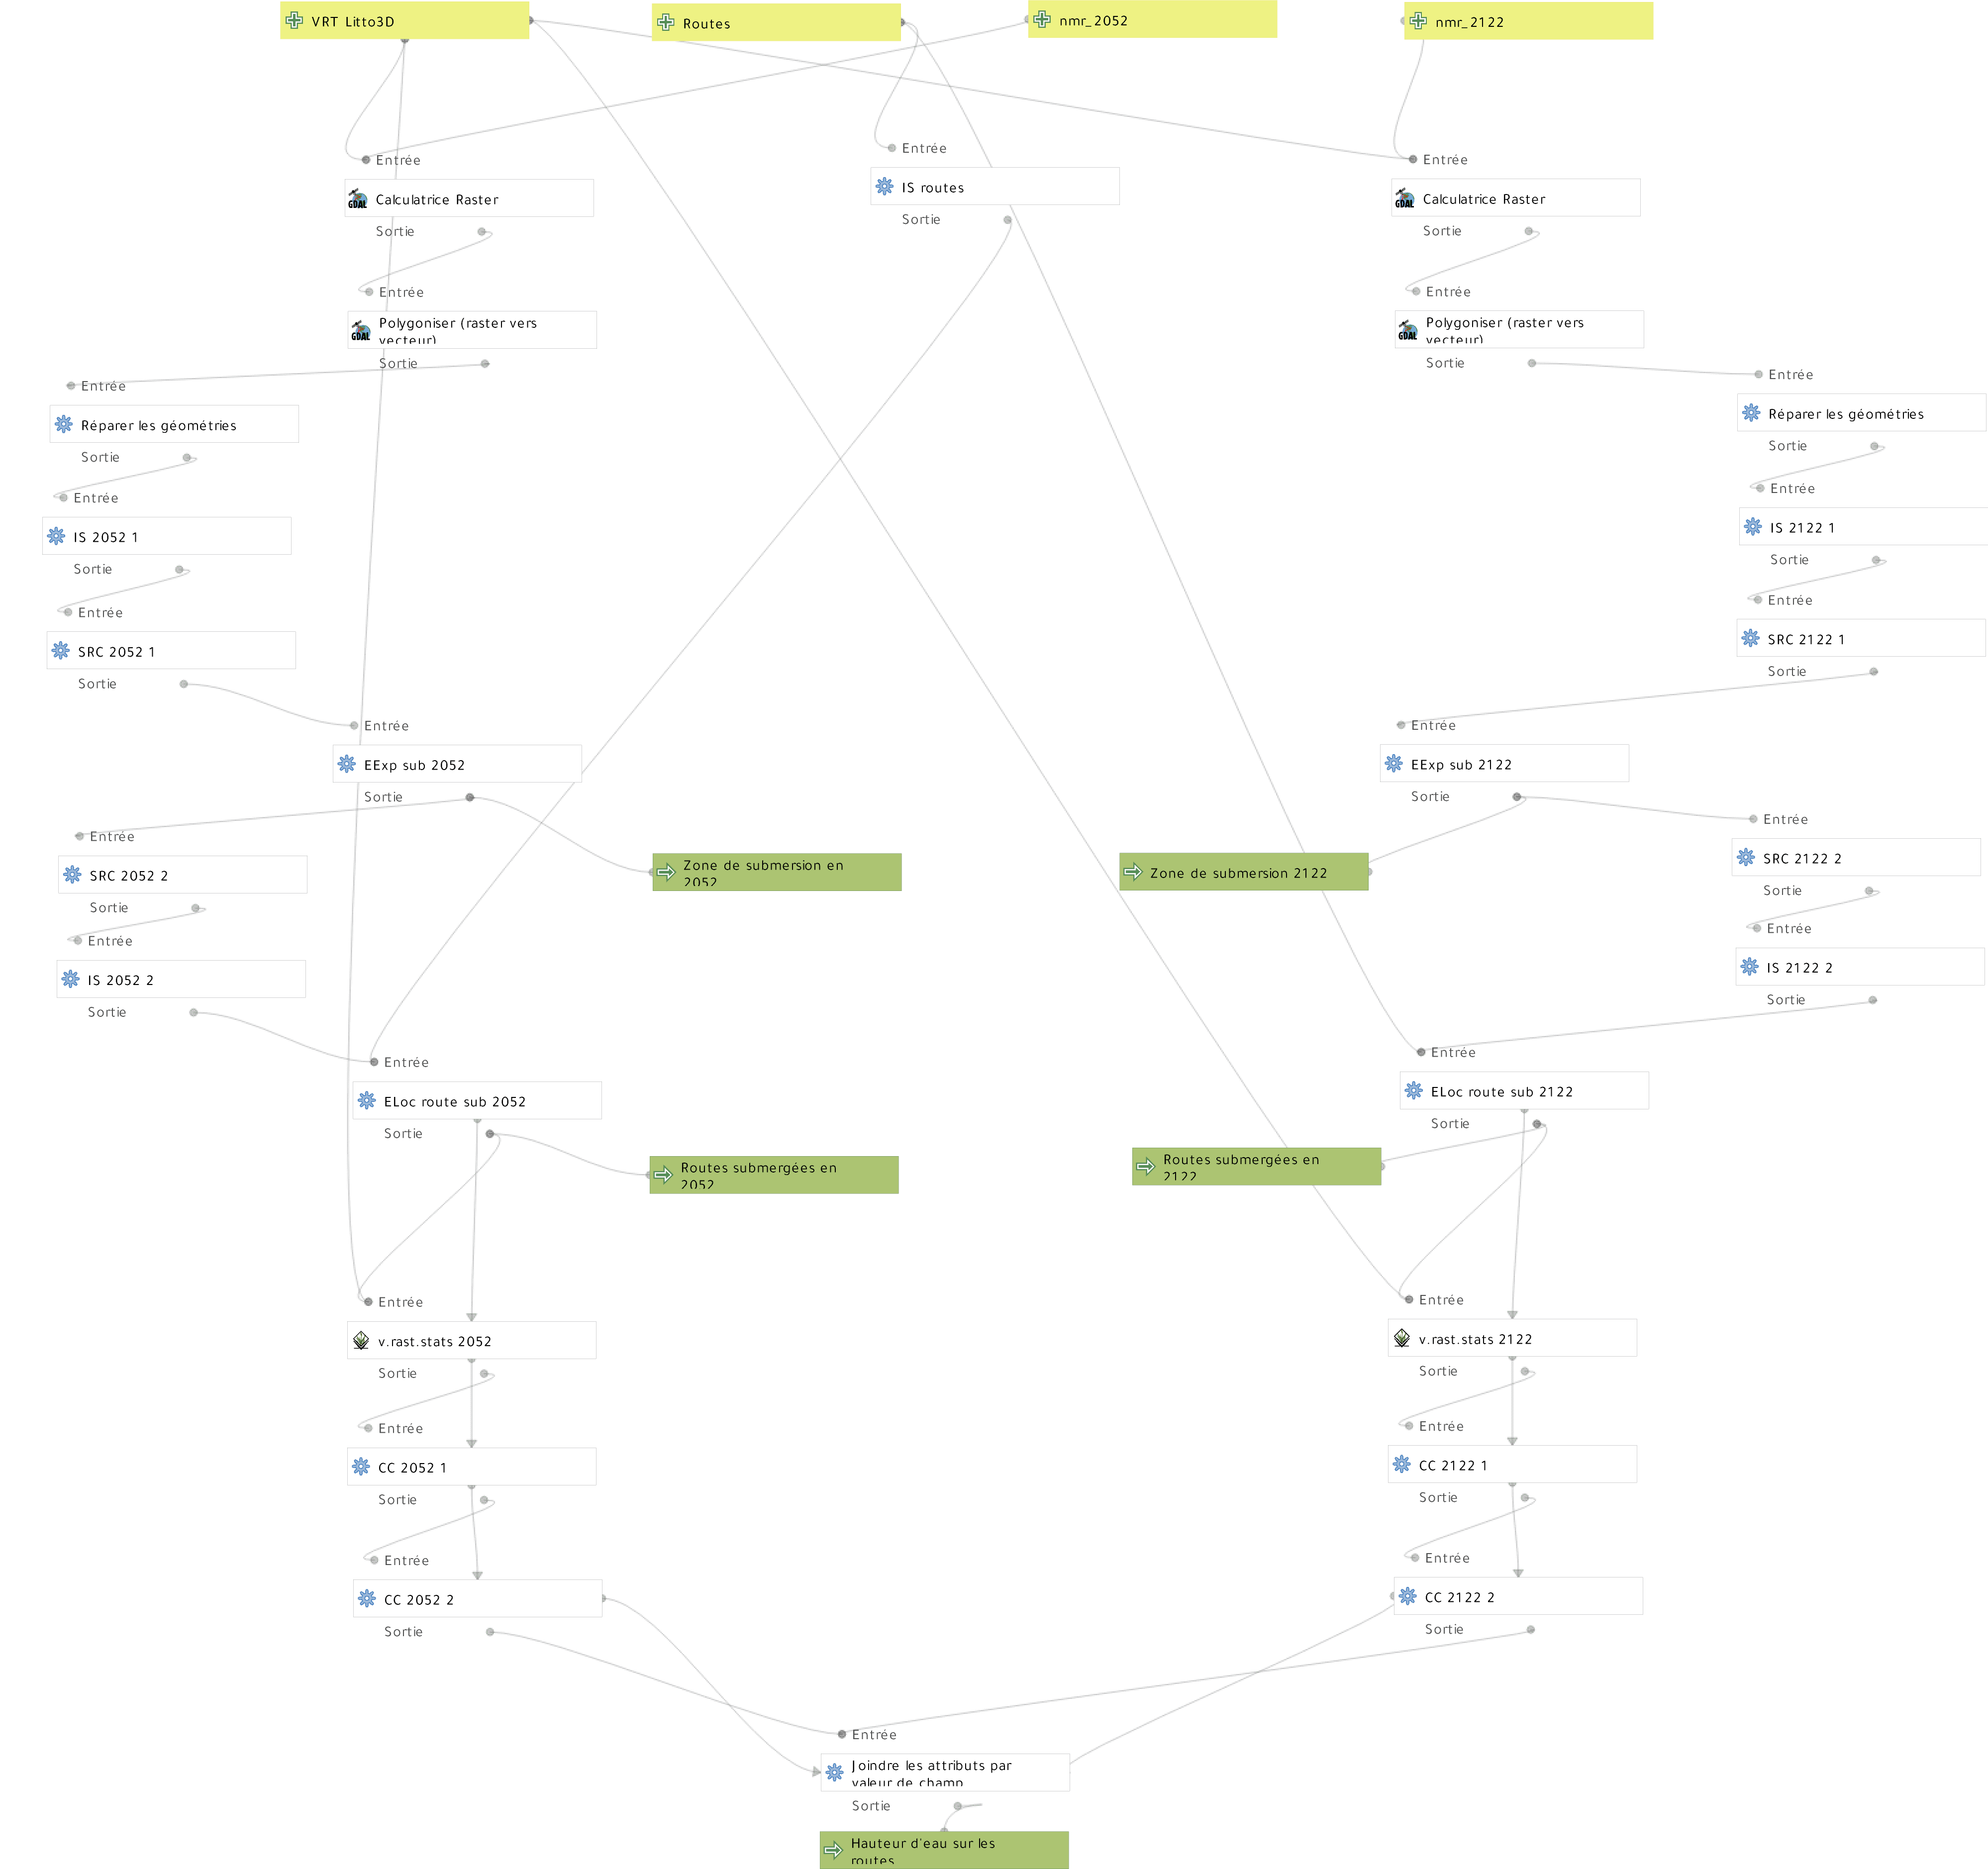 VRT Litto3D
Routes
nmr_2052
nmr_2122
Entrée
GDAL
Calculatrice Raster
Sortie
Entrée
IS routes
Sortie
Entrée
GDAL
Calculatrice Raster
Sortie
Entrée
GDAL
Polygoniser (raster vers
vecteur)
Sortie
Entrée
GDAL
Polygoniser (raster vers
vecteur)
Sortie
Entrée
Réparer les géométries
Sortie
Entrée
Réparer les géométries
Sortie
Entrée
IS 2052 1
Sortie
Entrée
IS 2122 1
Sortie
Entrée
SRC 2052 1
Sortie
Entrée
SRC 2122 1
Sortie
Entrée
EExp sub 2052
Sortie
Entrée
EExp sub 2122
Sortie
Entrée
SRC 2052 2
Sortie
Zone de submersion en
2052
Zone de submersion 2122
Entrée
SRC 2122 2
Sortie
Entrée
IS 2052 2
Sortie
Entrée
IS 2122 2
Sortie
Entrée
ELoc route sub 2052
Sortie
Entrée
ELoc route sub 2122
Sortie
Routes submergées en
2052
Routes submergées en
2122
Entrée
v.rast.stats 2052
Sortie
Entrée
v.rast.stats 2122
Sortie
Entrée
CC 2052 1
Sortie
Entrée
CC 2122 1
Sortie
Entrée
CC 2052 2
Sortie
Entrée
CC 2122 2
Sortie
Entrée
Joindre les attributs par
valeur de champ
Sortie
Hauteur d'eau sur les
routes